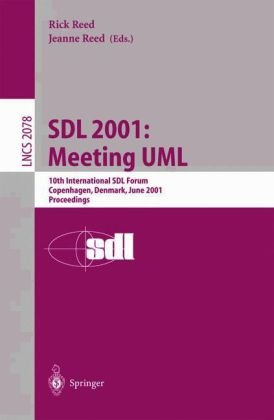 Rick Reed
Jeanne Reed (Eds.)
LNCS 2078
SDL 2001:
Meeting UML
10th International SDL Forum
Copenhagen, Denmark, June 2001
Proceedings
sdl
Springer